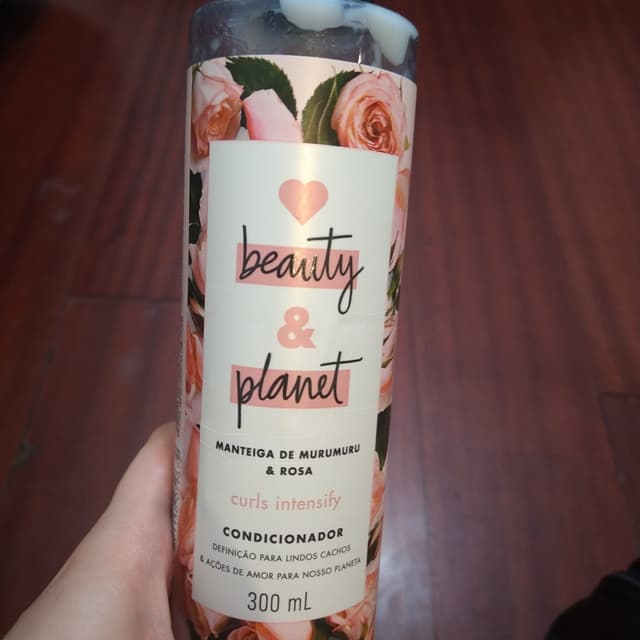 beauty
&
planet
MANTEIGA DE MURUMURU
& ROSA
curls intensify
CONDICIONADOR
DEFINIÇÃO PARA LINDOS CACHOS
& AÇÕES DE AMOR PARA NOSSO PLANETA
300 mL